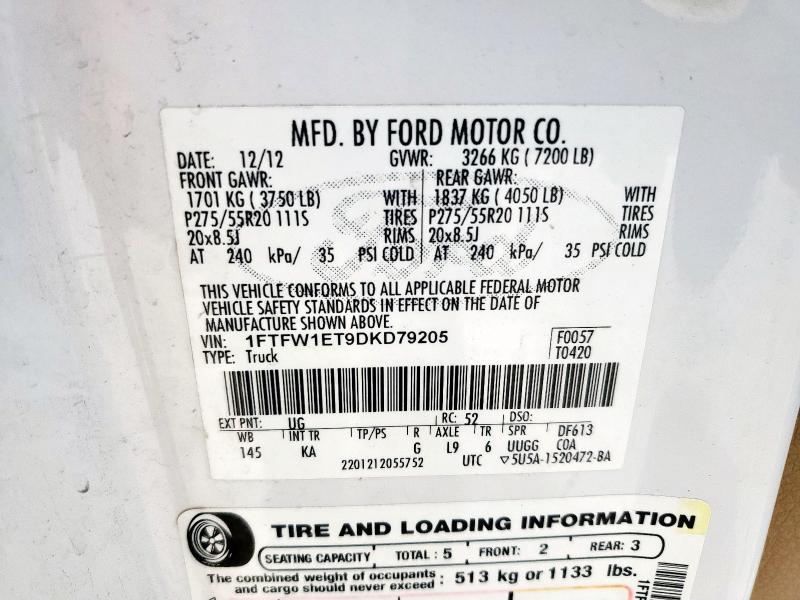 MFD. BY FORD MOTOR CO.
DATE: 12/12 GVWR: 3266 KG ( 7200 LB)
FRONT GAWR: REAR GAWR:
1701 KG ( 3750 LB) WITH 1837 KG ( 4050 LB) WITH
P275/55R20 111S TIRES P275/55R20 111S TIRES
20x8.5J RIMS 20x8.5J RIMS
AT 240 kPa/ 35 PSI COLD AT 240 kPa/ 35 PSI COLD
THIS VEHICLE CONFORMS TO ALL APPLICABLE FEDERAL MOTOR
VEHICLE SAFETY STANDARDS IN EFFECT ON THE DATE OF
MANUFACTURE SHOWN ABOVE.
VIN: 1FTFW1ET9DKD79205 F0057
TYPE: Truck T0420
EXT PNT: UG RC: 52 DSO:
WB INT TR TP/PS R AXLE TR SPR DF613
145 KA G L9 6 UUGG COA
2201212055752 UTC ▽5U5A-1520472-BA
TIRE AND LOADING INFORMATION
SEATING CAPACITY TOTAL : 5 FRONT: 2 REAR: 3
The combined weight of occupants
and cargo should never exceed : 513 kg or 1133 lbs.